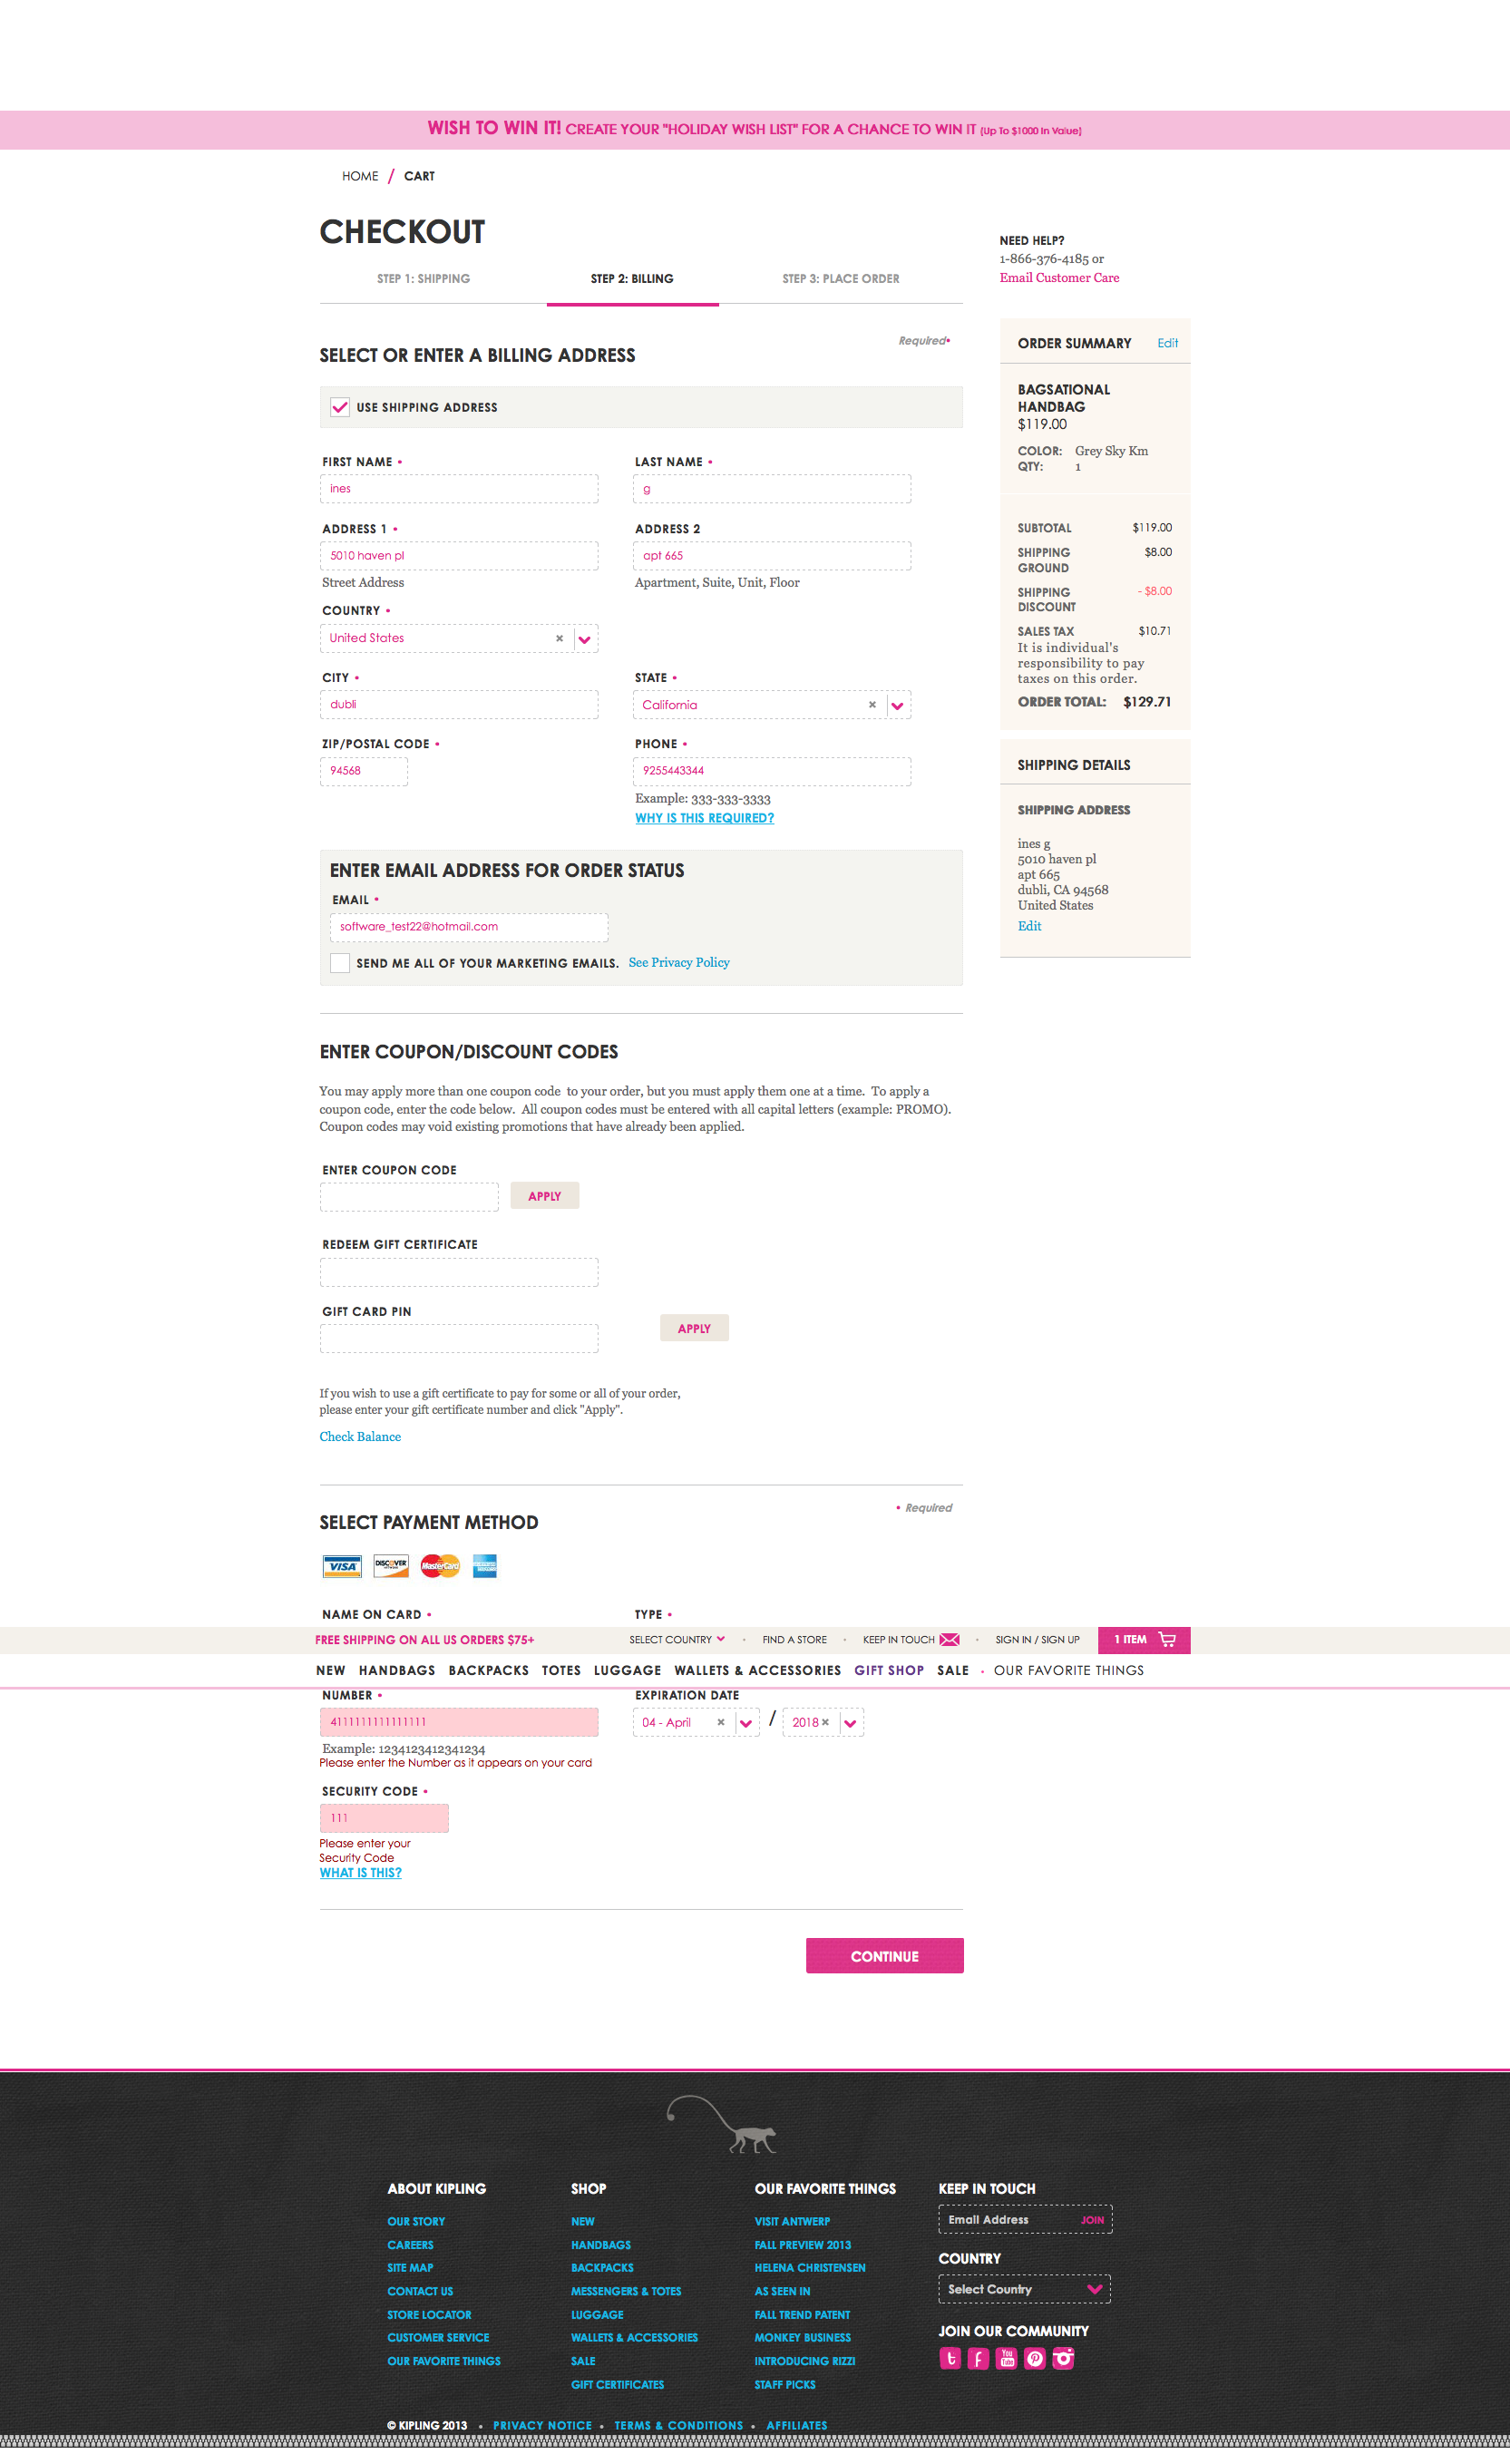 WISH TO WIN IT! CREATE YOUR "HOLIDAY WISH LIST" FOR A CHANCE TO WIN IT (Up To $1000 In Value)
HOME / CART
CHECKOUT
STEP 1: SHIPPING
STEP 2: BILLING
STEP 3: PLACE ORDER
NEED HELP?
1-866-376-4185 or
Email Customer Care
Required•
SELECT OR ENTER A BILLING ADDRESS
USE SHIPPING ADDRESS
FIRST NAME •
LAST NAME •
ines
g
ADDRESS 1 •
ADDRESS 2
5010 haven pl
apt 665
Street Address
Apartment, Suite, Unit, Floor
COUNTRY •
United States ×
CITY •
STATE •
dubli
California ×
ZIP/POSTAL CODE •
PHONE •
94568
9255443344
Example: 333-333-3333
WHY IS THIS REQUIRED?
ENTER EMAIL ADDRESS FOR ORDER STATUS
EMAIL •
software_test22@hotmail.com
SEND ME ALL OF YOUR MARKETING EMAILS. See Privacy Policy
ORDER SUMMARY Edit
BAGSATIONAL
HANDBAG
$119.00
COLOR: Grey Sky Km
QTY: 1
SUBTOTAL $119.00
SHIPPING $8.00
GROUND
SHIPPING - $8.00
DISCOUNT
SALES TAX $10.71
It is individual's
responsibility to pay
taxes on this order.
ORDER TOTAL: $129.71
SHIPPING DETAILS
SHIPPING ADDRESS
ines g
5010 haven pl
apt 665
dubli, CA 94568
United States
Edit
ENTER COUPON/DISCOUNT CODES
You may apply more than one coupon code to your order, but you must apply them one at a time. To apply a
coupon code, enter the code below. All coupon codes must be entered with all capital letters (example: PROMO).
Coupon codes may void existing promotions that have already been applied.
ENTER COUPON CODE
APPLY
REDEEM GIFT CERTIFICATE
GIFT CARD PIN
APPLY
If you wish to use a gift certificate to pay for some or all of your order,
please enter your gift certificate number and click "Apply".
Check Balance
• Required
SELECT PAYMENT METHOD
VISA DISCOVER MasterCard AMERICAN EXPRESS
NAME ON CARD •
TYPE •
FREE SHIPPING ON ALL US ORDERS $75+
SELECT COUNTRY • FIND A STORE • KEEP IN TOUCH • SIGN IN / SIGN UP
1 ITEM
NEW HANDBAGS BACKPACKS TOTES LUGGAGE WALLETS & ACCESSORIES GIFT SHOP SALE • OUR FAVORITE THINGS
NUMBER •
EXPIRATION DATE
4111111111111111
04 - April × / 2018 ×
Example: 1234123412341234
Please enter the Number as it appears on your card
SECURITY CODE •
111
Please enter your
Security Code
WHAT IS THIS?
CONTINUE
ABOUT KIPLING
OUR STORY
CAREERS
SITE MAP
CONTACT US
STORE LOCATOR
CUSTOMER SERVICE
OUR FAVORITE THINGS
SHOP
NEW
HANDBAGS
BACKPACKS
MESSENGERS & TOTES
LUGGAGE
WALLETS & ACCESSORIES
SALE
GIFT CERTIFICATES
OUR FAVORITE THINGS
VISIT ANTWERP
FALL PREVIEW 2013
HELENA CHRISTENSEN
AS SEEN IN
FALL TREND PATENT
MONKEY BUSINESS
INTRODUCING RIZZI
STAFF PICKS
KEEP IN TOUCH
Email Address JOIN
COUNTRY
Select Country
JOIN OUR COMMUNITY
You Tube
© KIPLING 2013 • PRIVACY NOTICE • TERMS & CONDITIONS • AFFILIATES